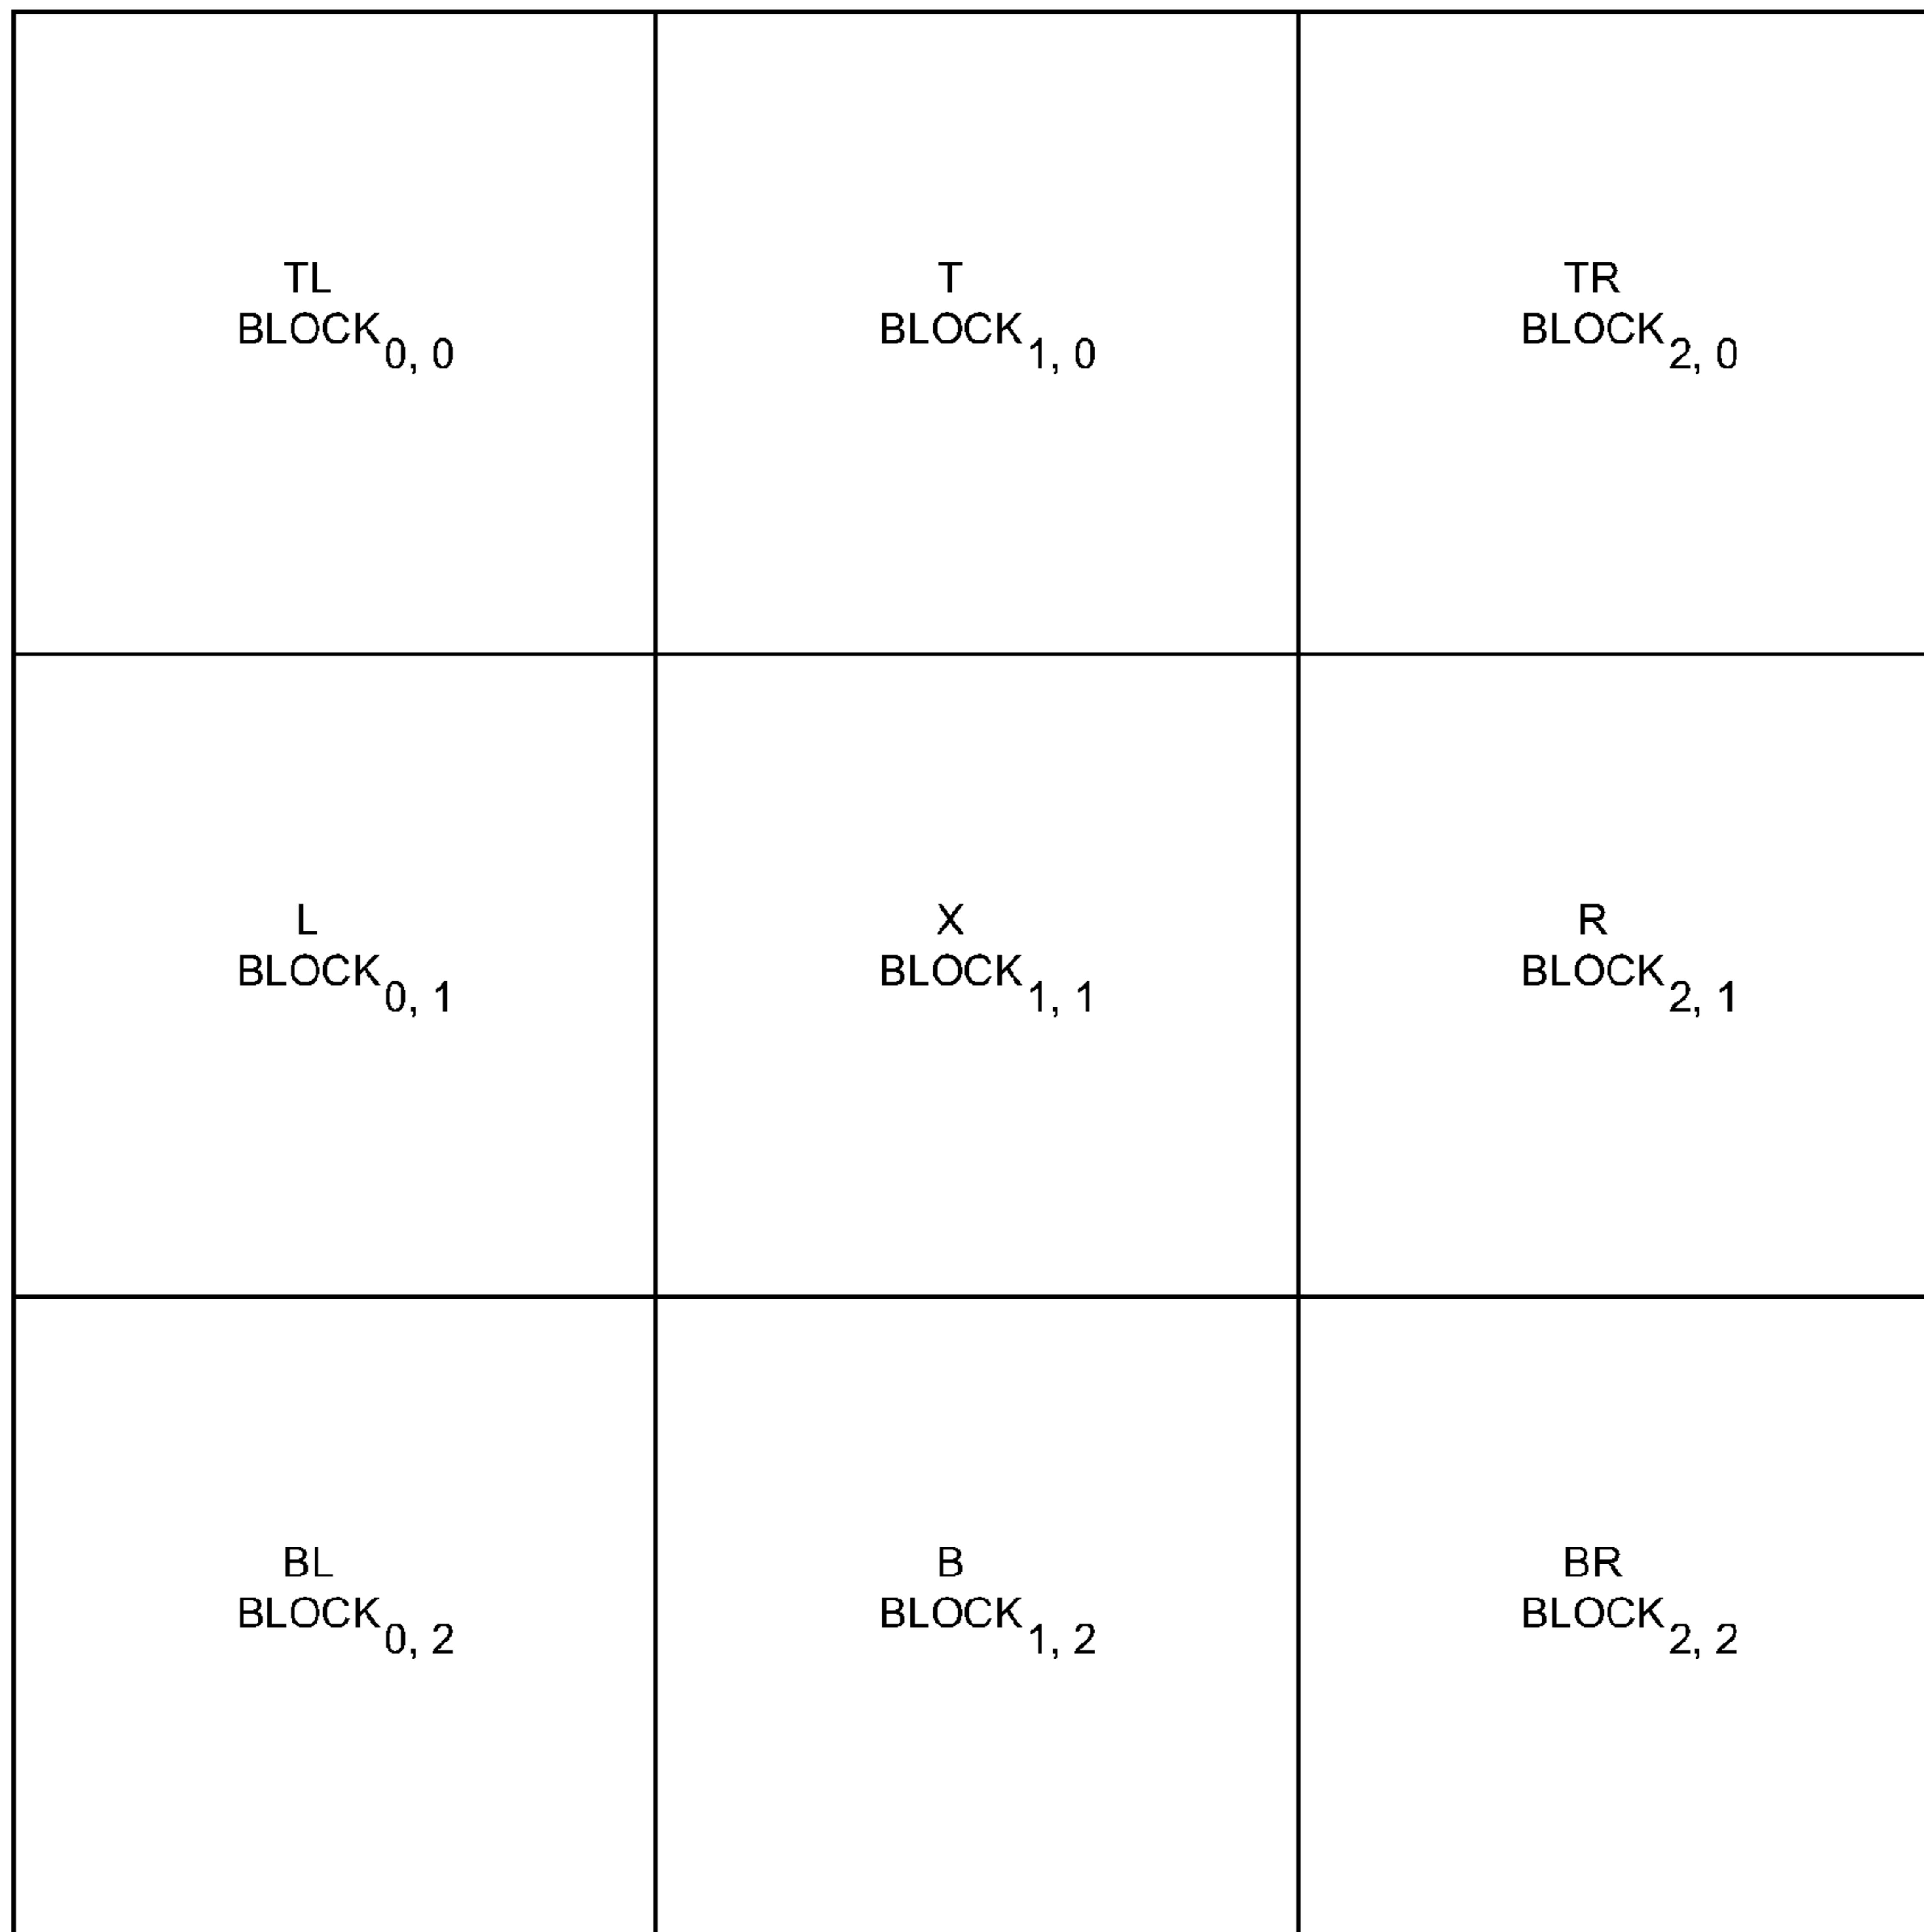 TL
BLOCK0, 0
T
BLOCK1, 0
TR
BLOCK2, 0
L
BLOCK0, 1
X
BLOCK1, 1
R
BLOCK2, 1
BL
BLOCK0, 2
B
BLOCK1, 2
BR
BLOCK2, 2